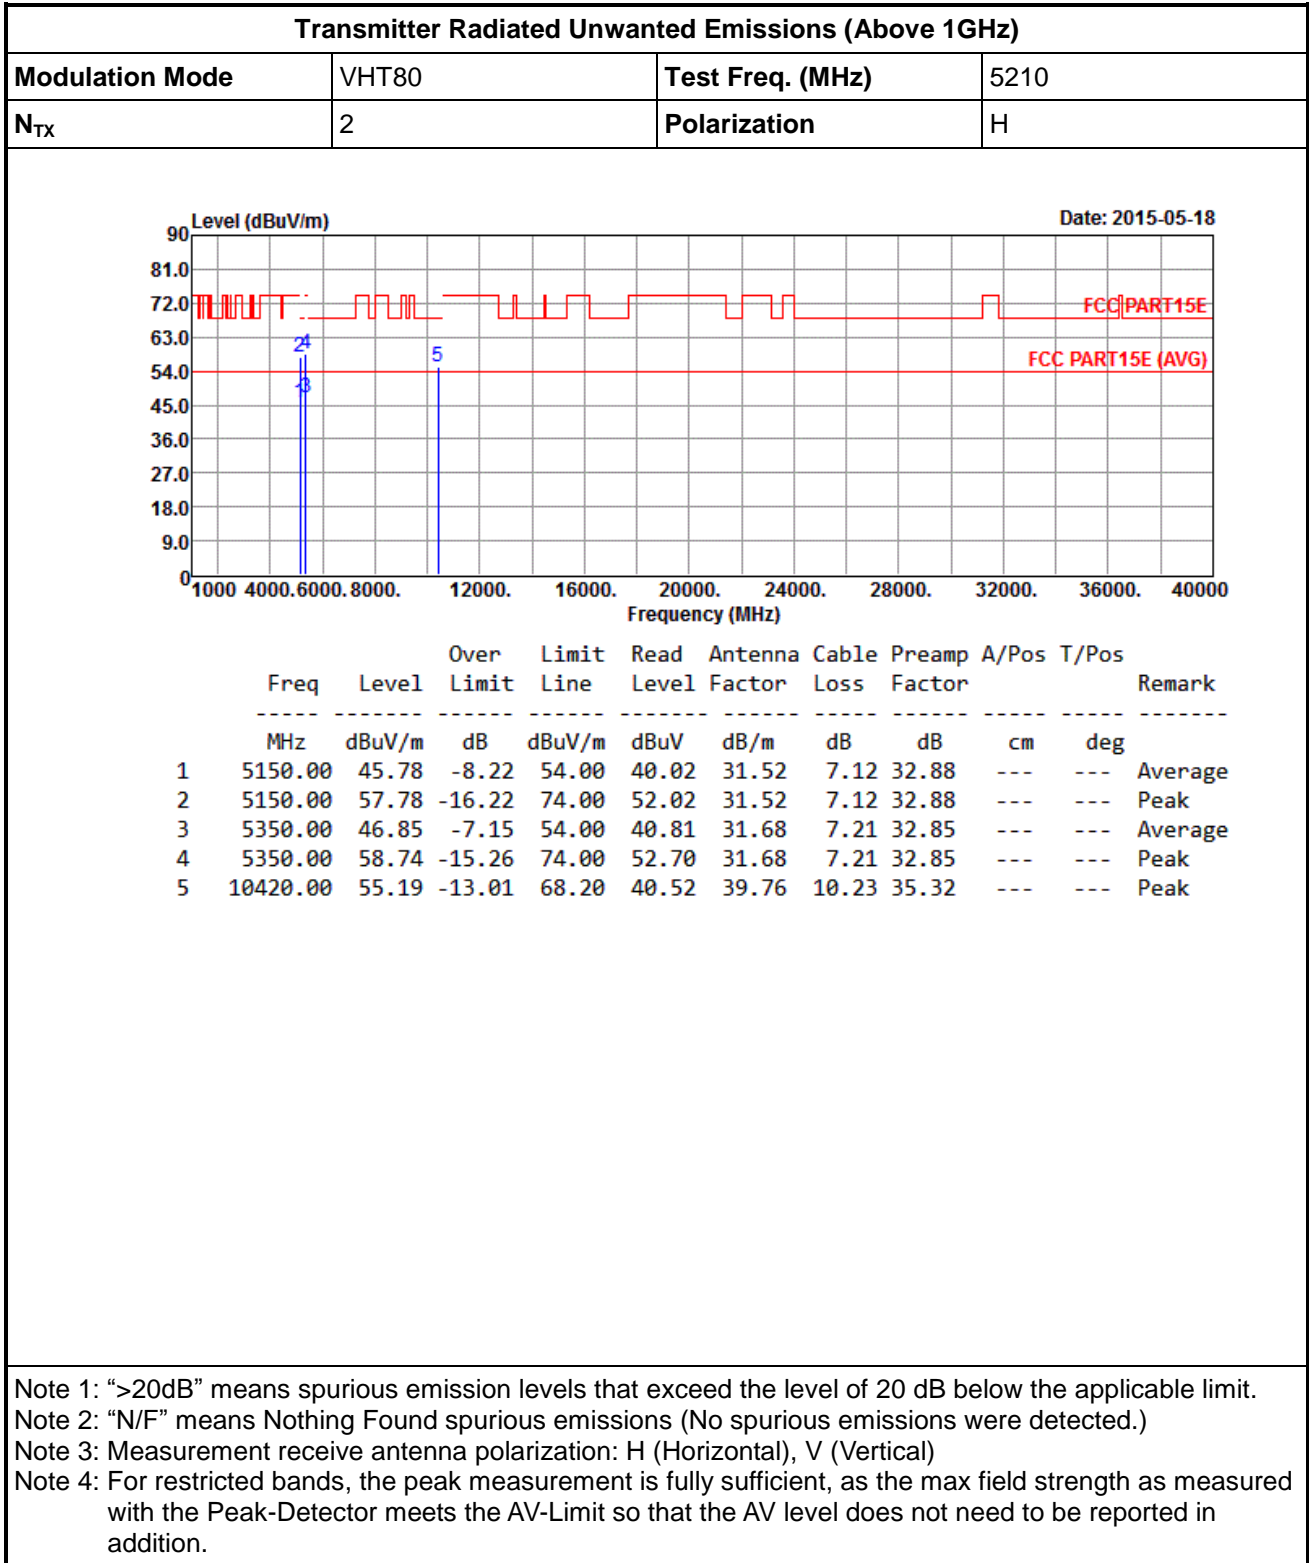 Transmitter Radiated Unwanted Emissions (Above 1GHz)
Modulation Mode VHT80 Test Freq. (MHz) 5210
NTX 2 Polarization H
Level (dBuV/m) Date: 2015-05-18
90
81.0
72.0
63.0
54.0
45.0
36.0
27.0
18.0
9.0
0
FCC PART15E
FCC PART15E (AVG)
2 4
1 3
5
1000 4000. 6000. 8000. 12000. 16000. 20000. 24000. 28000. 32000. 36000. 40000
Frequency (MHz)
Over Limit Read Antenna Cable Preamp A/Pos T/Pos
Freq Level Limit Line Level Factor Loss Factor Remark
----- ------- ------ ------ ------- ------ ----- ------ ----- ----- -------
MHz dBuV/m dB dBuV/m dBuV dB/m dB dB cm deg
1 5150.00 45.78 -8.22 54.00 40.02 31.52 7.12 32.88 --- --- Average
2 5150.00 57.78 -16.22 74.00 52.02 31.52 7.12 32.88 --- --- Peak
3 5350.00 46.85 -7.15 54.00 40.81 31.68 7.21 32.85 --- --- Average
4 5350.00 58.74 -15.26 74.00 52.70 31.68 7.21 32.85 --- --- Peak
5 10420.00 55.19 -13.01 68.20 40.52 39.76 10.23 35.32 --- --- Peak
Note 1: “>20dB” means spurious emission levels that exceed the level of 20 dB below the applicable limit.
Note 2: “N/F” means Nothing Found spurious emissions (No spurious emissions were detected.)
Note 3: Measurement receive antenna polarization: H (Horizontal), V (Vertical)
Note 4: For restricted bands, the peak measurement is fully sufficient, as the max field strength as measured
with the Peak-Detector meets the AV-Limit so that the AV level does not need to be reported in
addition.